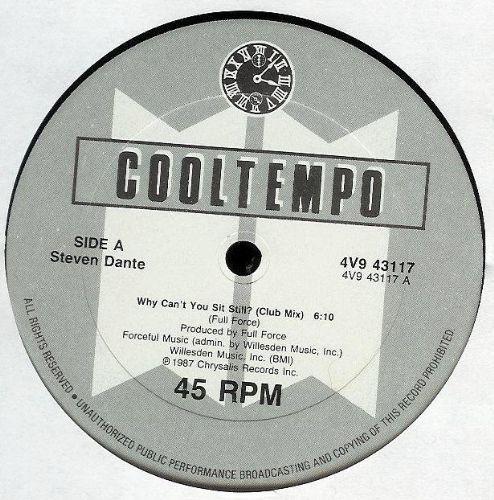 COOLTEMPO
SIDE A
Steven Dante
4V9 43117
4V9 43117 A
Why Can't You Sit Still? (Club Mix) 6:10
(Full Force)
Produced by Full Force
Forceful Music (admin. by Willesden Music, Inc.)
Willesden Music, Inc. (BMI)
℗ 1987 Chrysalis Records Inc.
45 RPM
ALL RIGHTS RESERVED • UNAUTHORIZED PUBLIC PERFORMANCE BROADCASTING AND COPYING OF THIS RECORD PROHIBITED